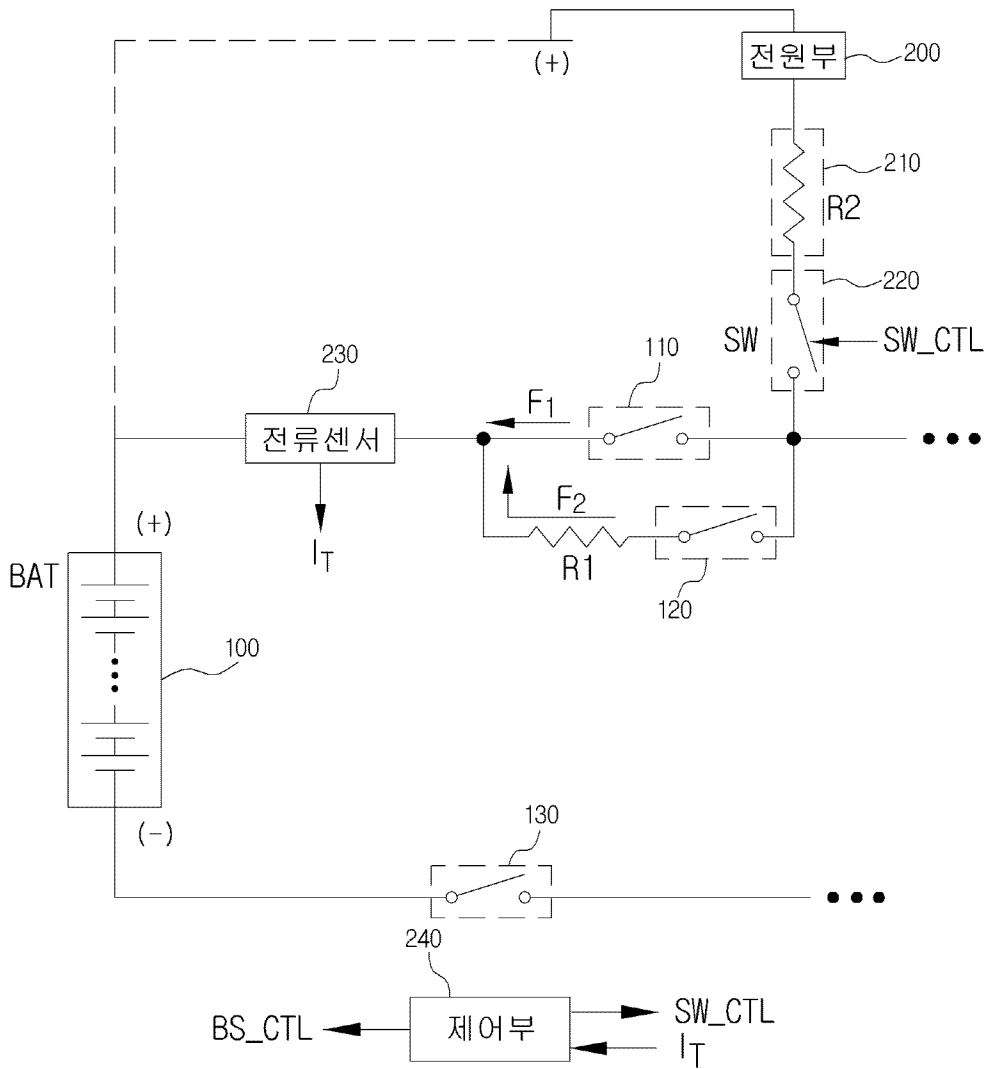 (+)
전원부
200
210
R2
220
SW
SW_CTL
230
110
전류센서
F1
F2
IT
R1
120
(+)
BAT
100
(-)
130
240
제어부
BS_CTL
SW_CTL
IT